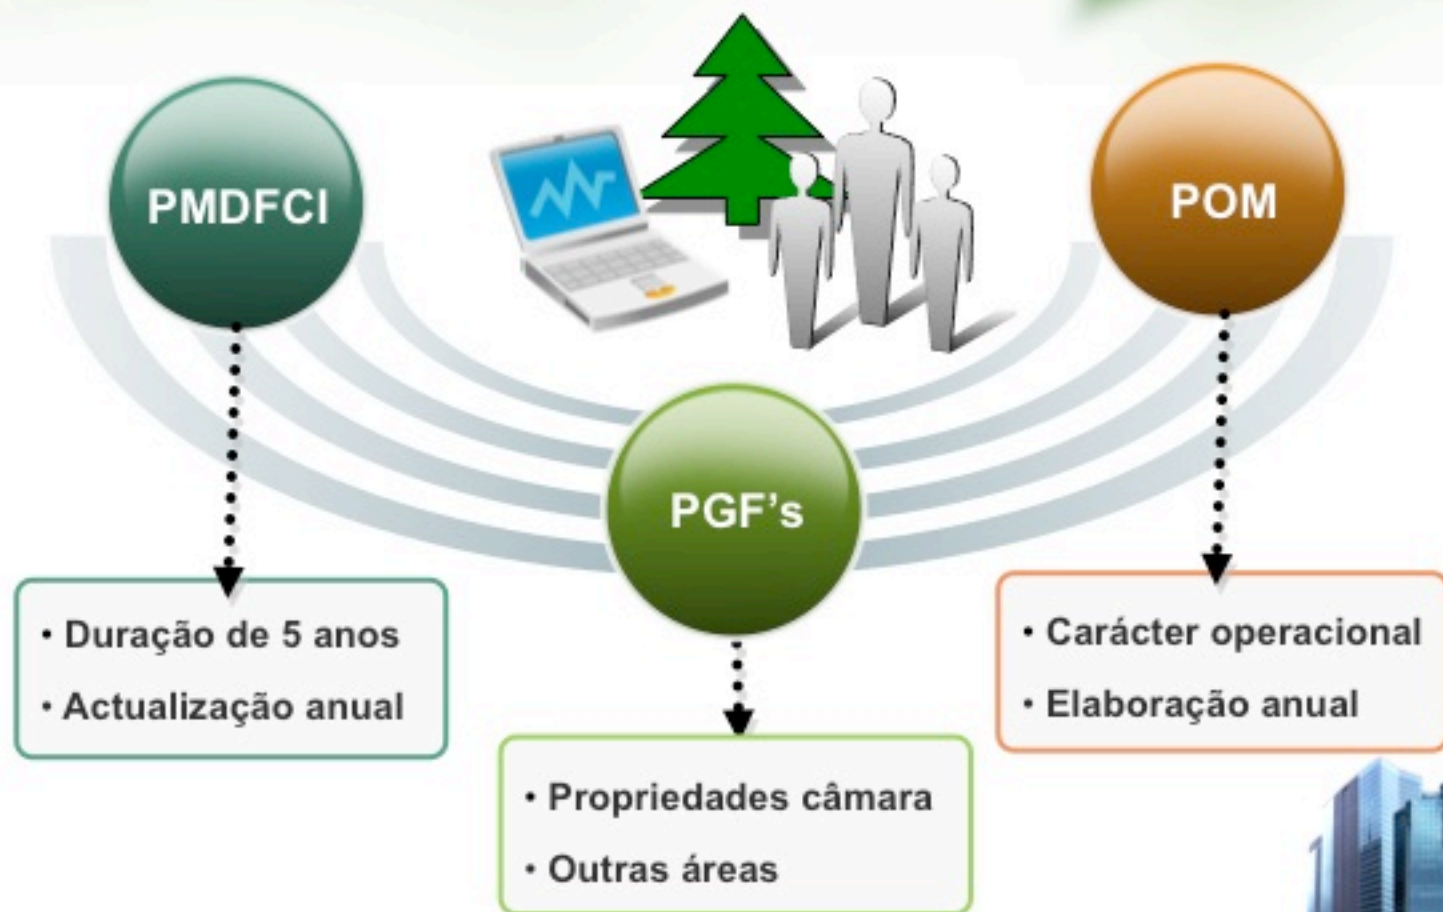 PMDFCI
POM
PGF's
• Duração de 5 anos
• Actualização anual
• Carácter operacional
• Elaboração anual
• Propriedades câmara
• Outras áreas